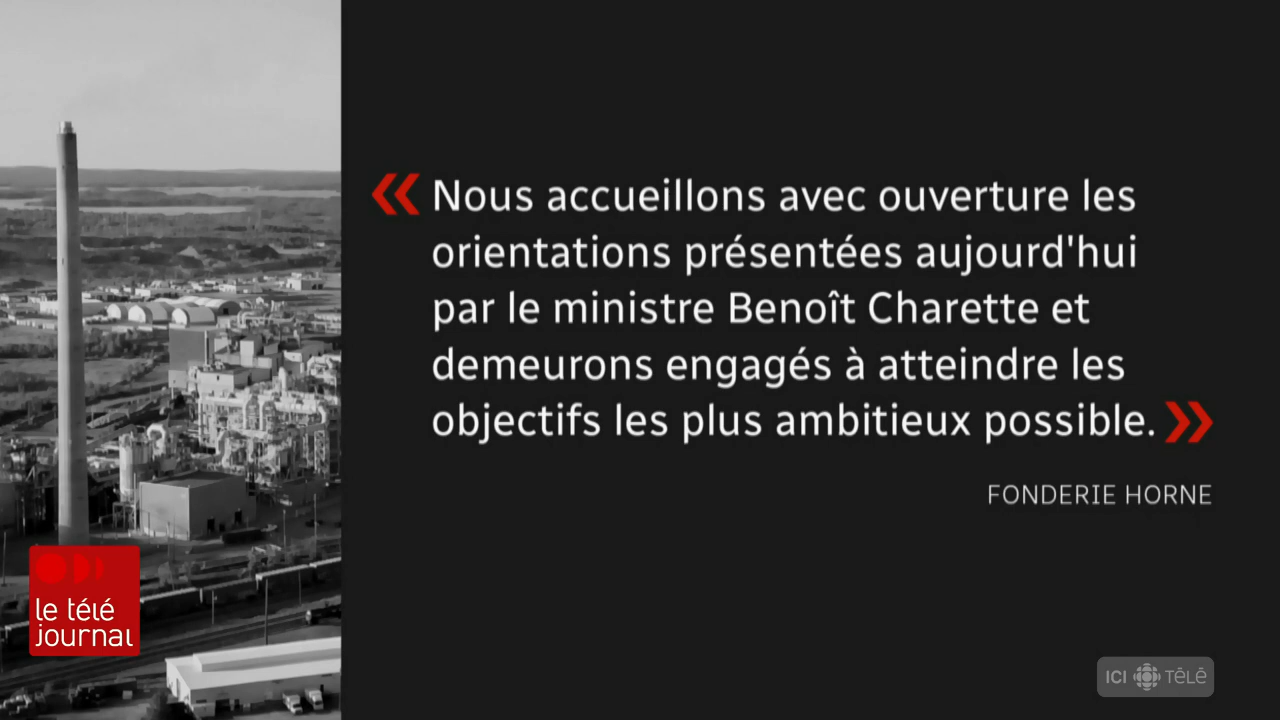 « Nous accueillons avec ouverture les
orientations présentées aujourd'hui
par le ministre Benoît Charette et
demeurons engagés à atteindre les
objectifs les plus ambitieux possible. »
FONDERIE HORNE
le télé
journal
ICI TÉLÉ